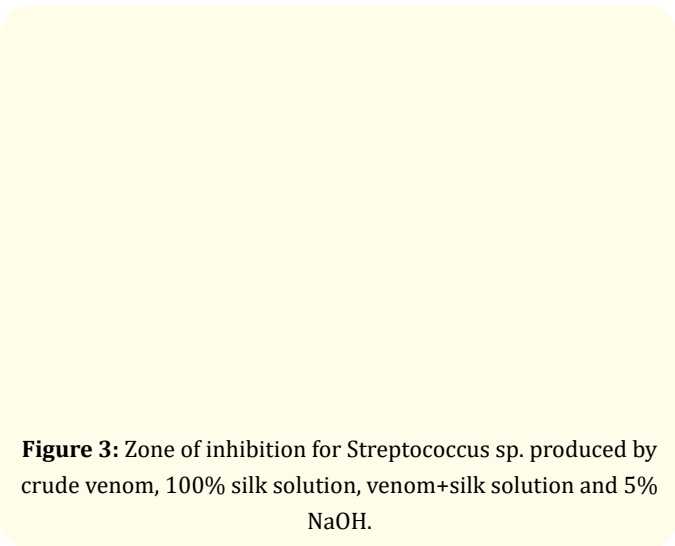 Figure 3: Zone of inhibition for Streptococcus sp. produced by
crude venom, 100% silk solution, venom+silk solution and 5%
NaOH.